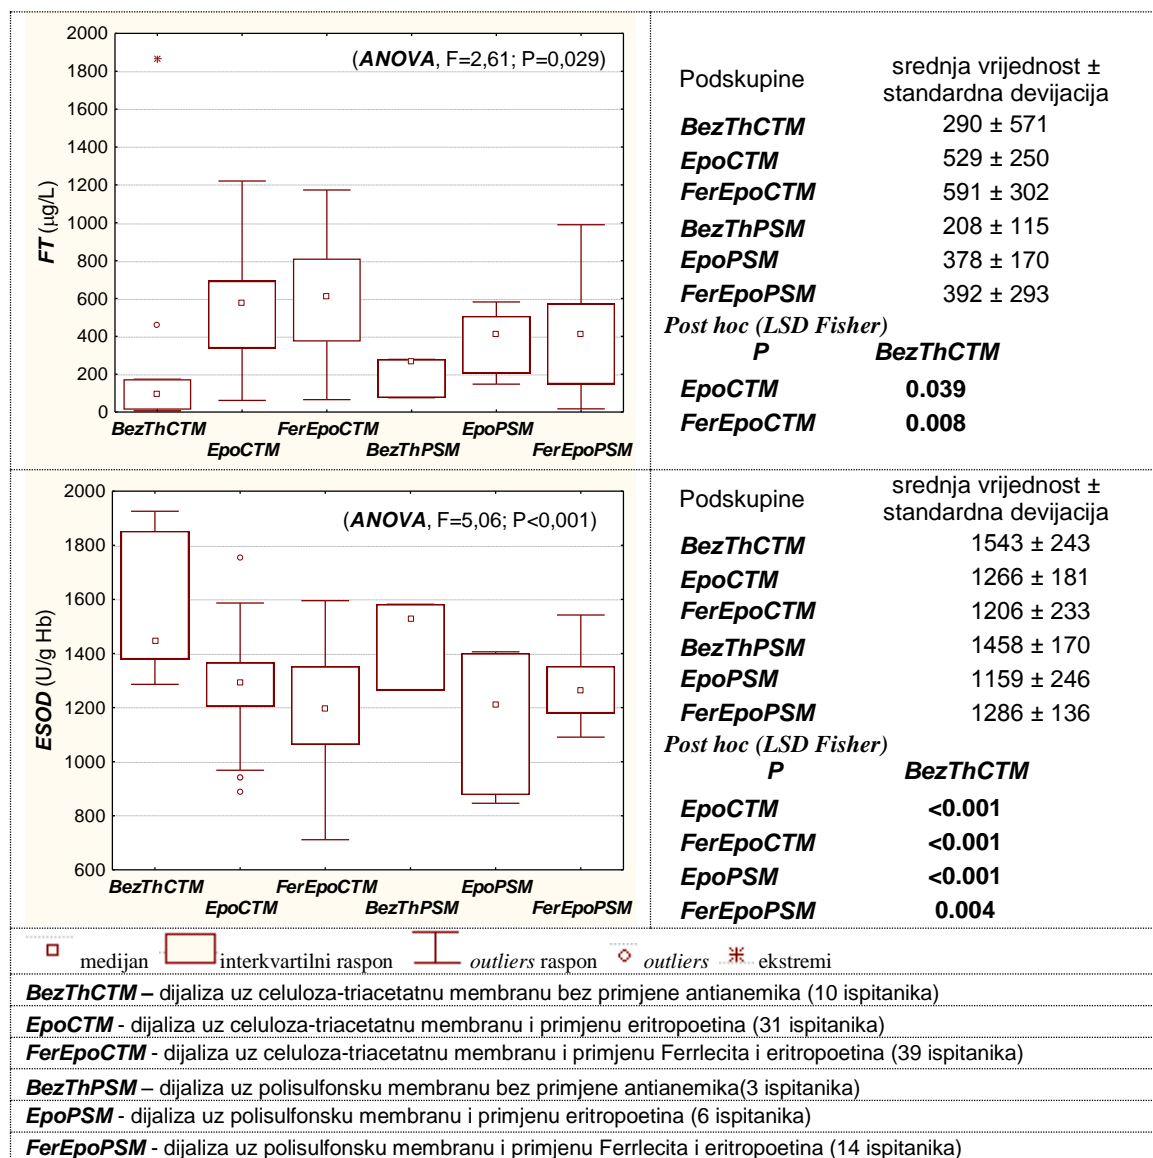 2000
1800
1600
1400
1200
1000
800
600
400
200
0
FT (µg/L)
(ANOVA, F=2,61; P=0,029)
BezThCTM
EpoCTM
FerEpoCTM
BezThPSM
EpoPSM
FerEpoPSM
Podskupine srednja vrijednost ±
standardna devijacija
BezThCTM 290 ± 571
EpoCTM 529 ± 250
FerEpoCTM 591 ± 302
BezThPSM 208 ± 115
EpoPSM 378 ± 170
FerEpoPSM 392 ± 293
Post hoc (LSD Fisher)
P BezThCTM
EpoCTM 0.039
FerEpoCTM 0.008
2000
1800
1600
1400
1200
1000
800
600
ESOD (U/g Hb)
(ANOVA, F=5,06; P<0,001)
BezThCTM
EpoCTM
FerEpoCTM
BezThPSM
EpoPSM
FerEpoPSM
Podskupine srednja vrijednost ±
standardna devijacija
BezThCTM 1543 ± 243
EpoCTM 1266 ± 181
FerEpoCTM 1206 ± 233
BezThPSM 1458 ± 170
EpoPSM 1159 ± 246
FerEpoPSM 1286 ± 136
Post hoc (LSD Fisher)
P BezThCTM
EpoCTM <0.001
FerEpoCTM <0.001
EpoPSM <0.001
FerEpoPSM 0.004
medijan interkvartilni raspon outliers raspon outliers ekstremi
BezThCTM – dijaliza uz celuloza-triacetatnu membranu bez primjene antianemika (10 ispitanika)
EpoCTM - dijaliza uz celuloza-triacetatnu membranu i primjenu eritropoetina (31 ispitanika)
FerEpoCTM - dijaliza uz celuloza-triacetatnu membranu i primjenu Ferrlecita i eritropoetina (39 ispitanika)
BezThPSM – dijaliza uz polisulfonsku membranu bez primjene antianemika(3 ispitanika)
EpoPSM - dijaliza uz polisulfonsku membranu i primjenu eritropoetina (6 ispitanika)
FerEpoPSM - dijaliza uz polisulfonsku membranu i primjenu Ferrlecita i eritropoetina (14 ispitanika)